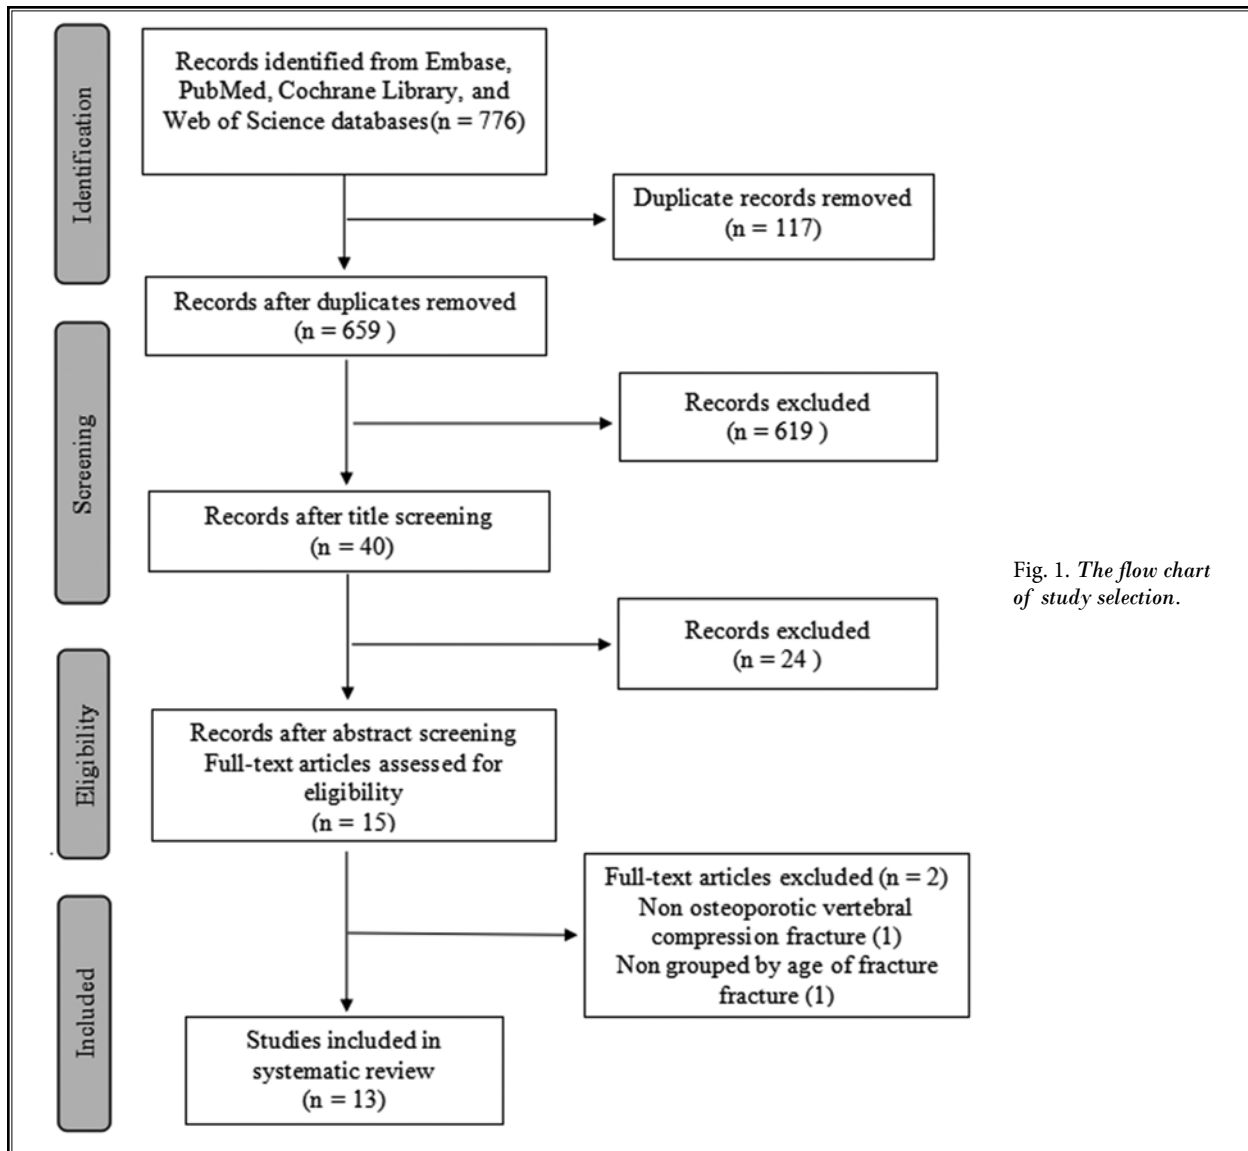 Identification
Records identified from Embase,
PubMed, Cochrane Library, and
Web of Science databases(n = 776)
Duplicate records removed
(n = 117)
Records after duplicates removed
(n = 659 )
Screening
Records excluded
(n = 619 )
Records after title screening
(n = 40)
Fig. 1. The flow chart
of study selection.
Records excluded
(n = 24 )
Eligibility
Records after abstract screening
Full-text articles assessed for
eligibility
(n = 15)
Full-text articles excluded (n = 2)
Non osteoporotic vertebral
compression fracture (1)
Non grouped by age of fracture
fracture (1)
Included
Studies included in
systematic review
(n = 13)